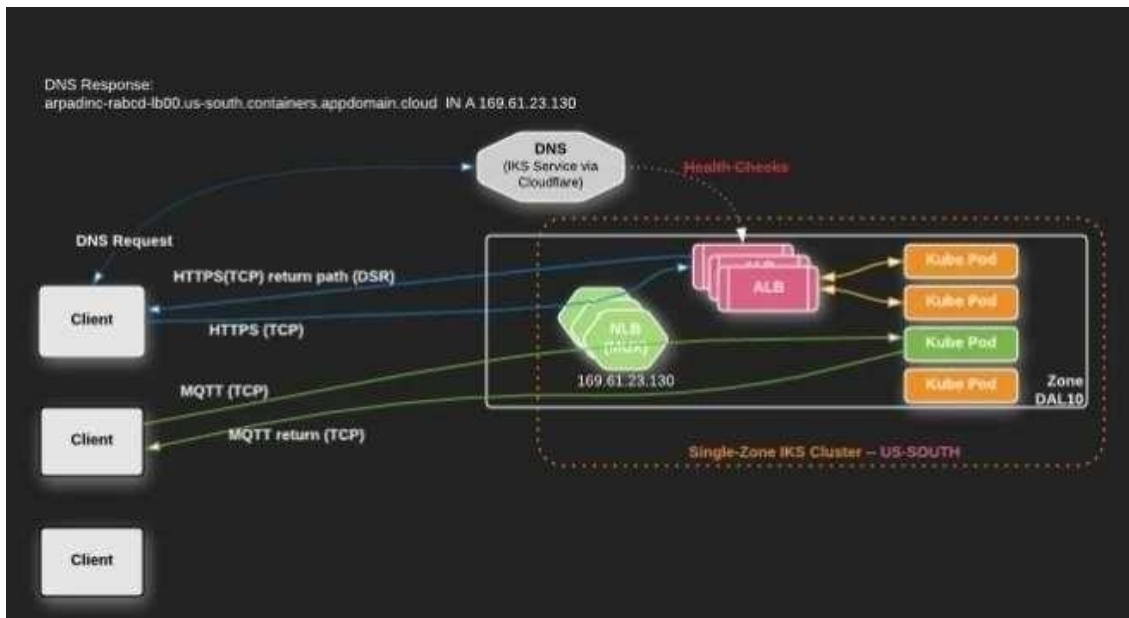 DNS Response:
arpadinc-rabcd-lb00.us-south.containers.appdomain.cloud IN A 169.61.23.130
DNS
(IKS Service via
Cloudflare)
Health Checks
DNS Request
HTTPS(TCP) return path (DSR)
Client
HTTPS (TCP)
ALB
ALB
NLB
(MUX)
169.61.23.130
Kube Pod
Kube Pod
Kube Pod
Kube Pod
Zone
DAL10
MQTT (TCP)
Client
MQTT return (TCP)
Single-Zone IKS Cluster – US-SOUTH
Client